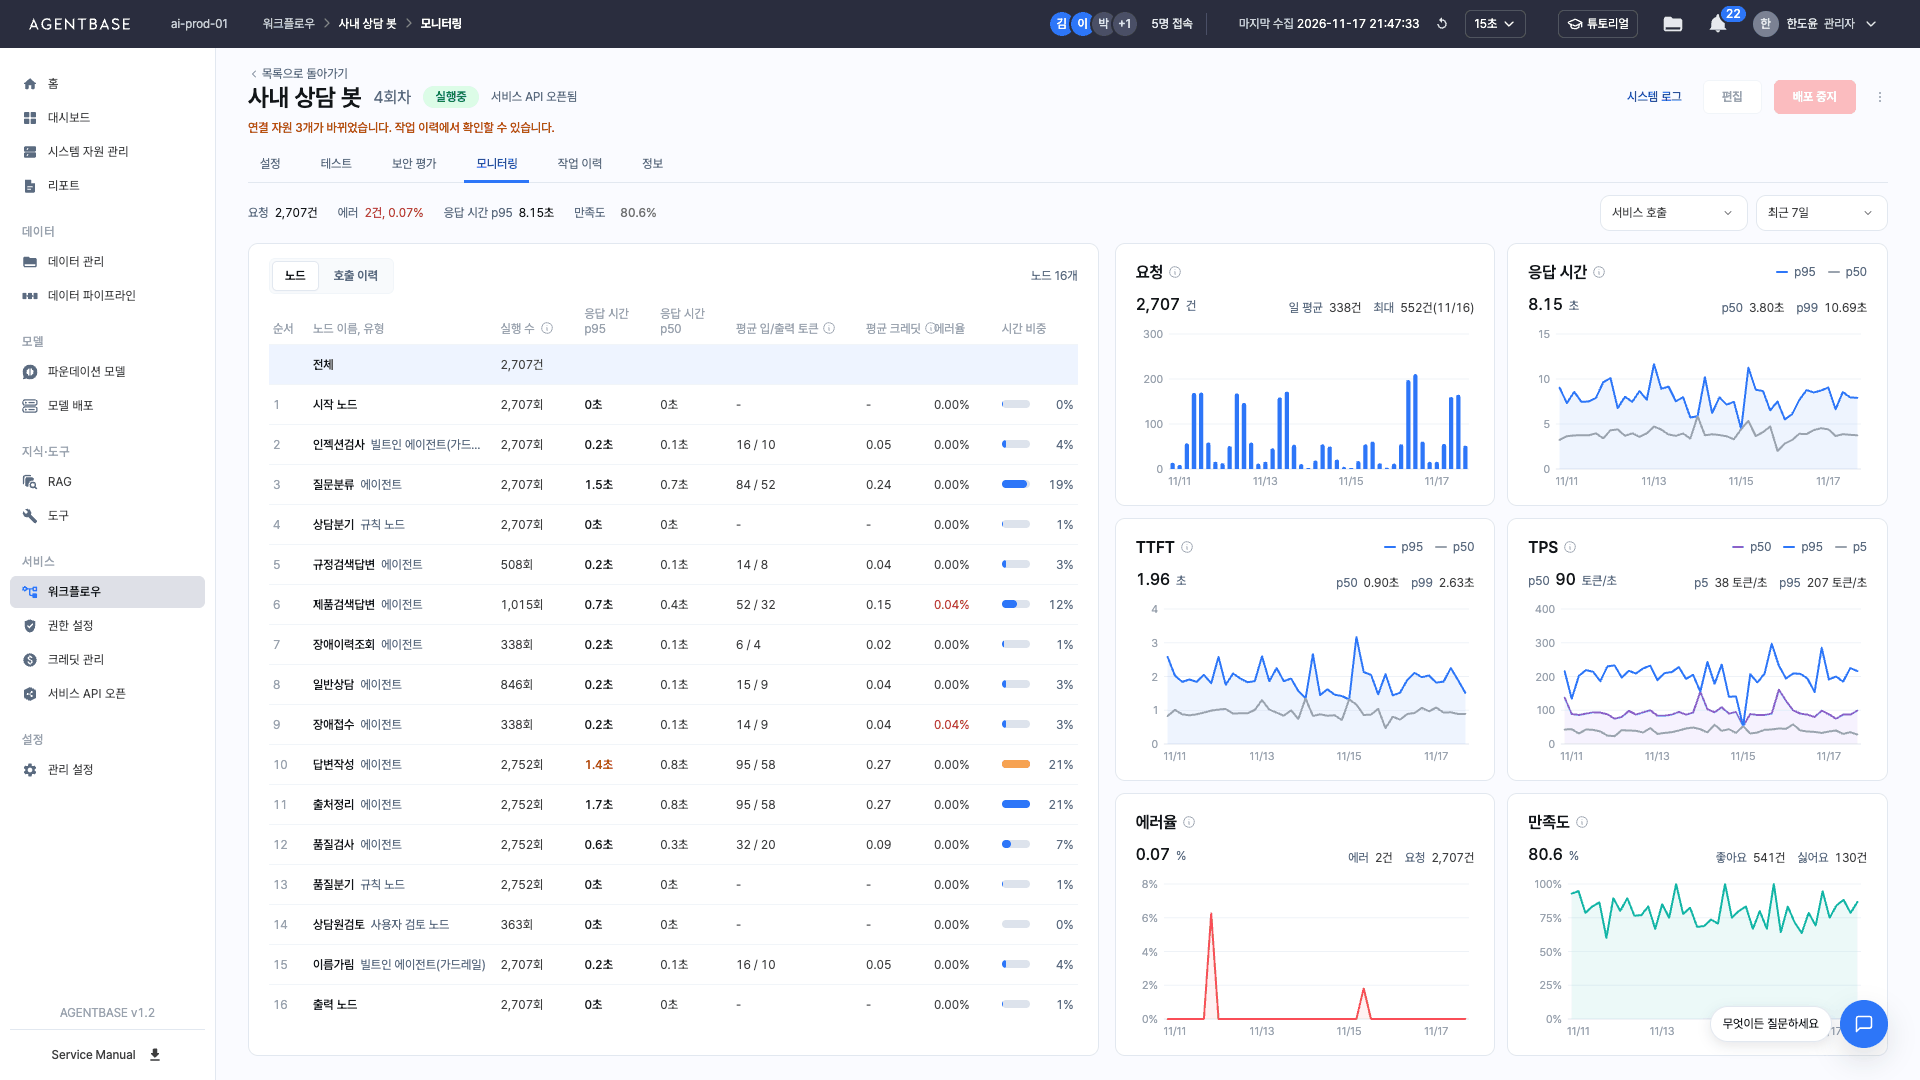 AGENTBASE
ai-prod-01
워크플로우 > 사내 상담 봇 > 모니터링
김 이 박 +1 5명 접속
마지막 수집 2026-11-17 21:47:33
15초
튜토리얼
22
한 한도윤 관리자
홈
대시보드
시스템 자원 관리
리포트
데이터
데이터 관리
데이터 파이프라인
모델
파운데이션 모델
모델 배포
지식·도구
RAG
도구
서비스
워크플로우
권한 설정
크레딧 관리
서비스 API 오픈
설정
관리 설정
AGENTBASE v1.2
Service Manual
목록으로 돌아가기
사내 상담 봇 4회차 실행중 서비스 API 오픈됨
연결 자원 3개가 바뀌었습니다. 작업 이력에서 확인할 수 있습니다.
시스템 로그 편집 배포 중지
설정 테스트 보안 평가 모니터링 작업 이력 정보
요청 2,707건 에러 2건, 0.07% 응답 시간 p95 8.15초 만족도 80.6%
서비스 호출 최근 7일
노드 호출 이력 노드 16개
순서 노드 이름, 유형 실행 수 응답 시간 p95 응답 시간 p50 평균 입/출력 토큰 평균 크레딧 에러율 시간 비중
전체 2,707건
1 시작 노드 2,707회 0초 0초 - - 0.00% 0%
2 인젝션검사 빌트인 에이전트(가드... 2,707회 0.2초 0.1초 16 / 10 0.05 0.00% 4%
3 질문분류 에이전트 2,707회 1.5초 0.7초 84 / 52 0.24 0.00% 19%
4 상담분기 규칙 노드 2,707회 0초 0초 - - 0.00% 1%
5 규정검색답변 에이전트 508회 0.2초 0.1초 14 / 8 0.04 0.00% 3%
6 제품검색답변 에이전트 1,015회 0.7초 0.4초 52 / 32 0.15 0.04% 12%
7 장애이력조회 에이전트 338회 0.2초 0.1초 6 / 4 0.02 0.00% 1%
8 일반상담 에이전트 846회 0.2초 0.1초 15 / 9 0.04 0.00% 3%
9 장애접수 에이전트 338회 0.2초 0.1초 14 / 9 0.04 0.04% 3%
10 답변작성 에이전트 2,752회 1.4초 0.8초 95 / 58 0.27 0.00% 21%
11 출처정리 에이전트 2,752회 1.7초 0.8초 95 / 58 0.27 0.00% 21%
12 품질검사 에이전트 2,752회 0.6초 0.3초 32 / 20 0.09 0.00% 7%
13 품질분기 규칙 노드 2,752회 0초 0초 - - 0.00% 1%
14 상담원검토 사용자 검토 노드 363회 0초 0초 - - 0.00% 0%
15 이름가림 빌트인 에이전트(가드레일) 2,707회 0.2초 0.1초 16 / 10 0.05 0.00% 4%
16 출력 노드 2,707회 0초 0초 - - 0.00% 1%
요청
2,707 건 일 평균 338건 최대 552건(11/16)
300
200
100
0
11/11 11/13 11/15 11/17
응답 시간 p95 p50
8.15 초 p50 3.80초 p99 10.69초
15
10
5
0
11/11 11/13 11/15 11/17
TTFT p95 p50
1.96 초 p50 0.90초 p99 2.63초
4
3
2
1
0
11/11 11/13 11/15 11/17
TPS p50 p95 p5
p50 90 토큰/초 p5 38 토큰/초 p95 207 토큰/초
400
300
200
100
0
11/11 11/13 11/15 11/17
에러율
0.07 % 에러 2건 요청 2,707건
8%
6%
4%
2%
0%
11/11 11/13 11/15 11/17
만족도
80.6 % 좋아요 541건 싫어요 130건
100%
75%
50%
25%
0%
11/11 11/13
무엇이든 질문하세요